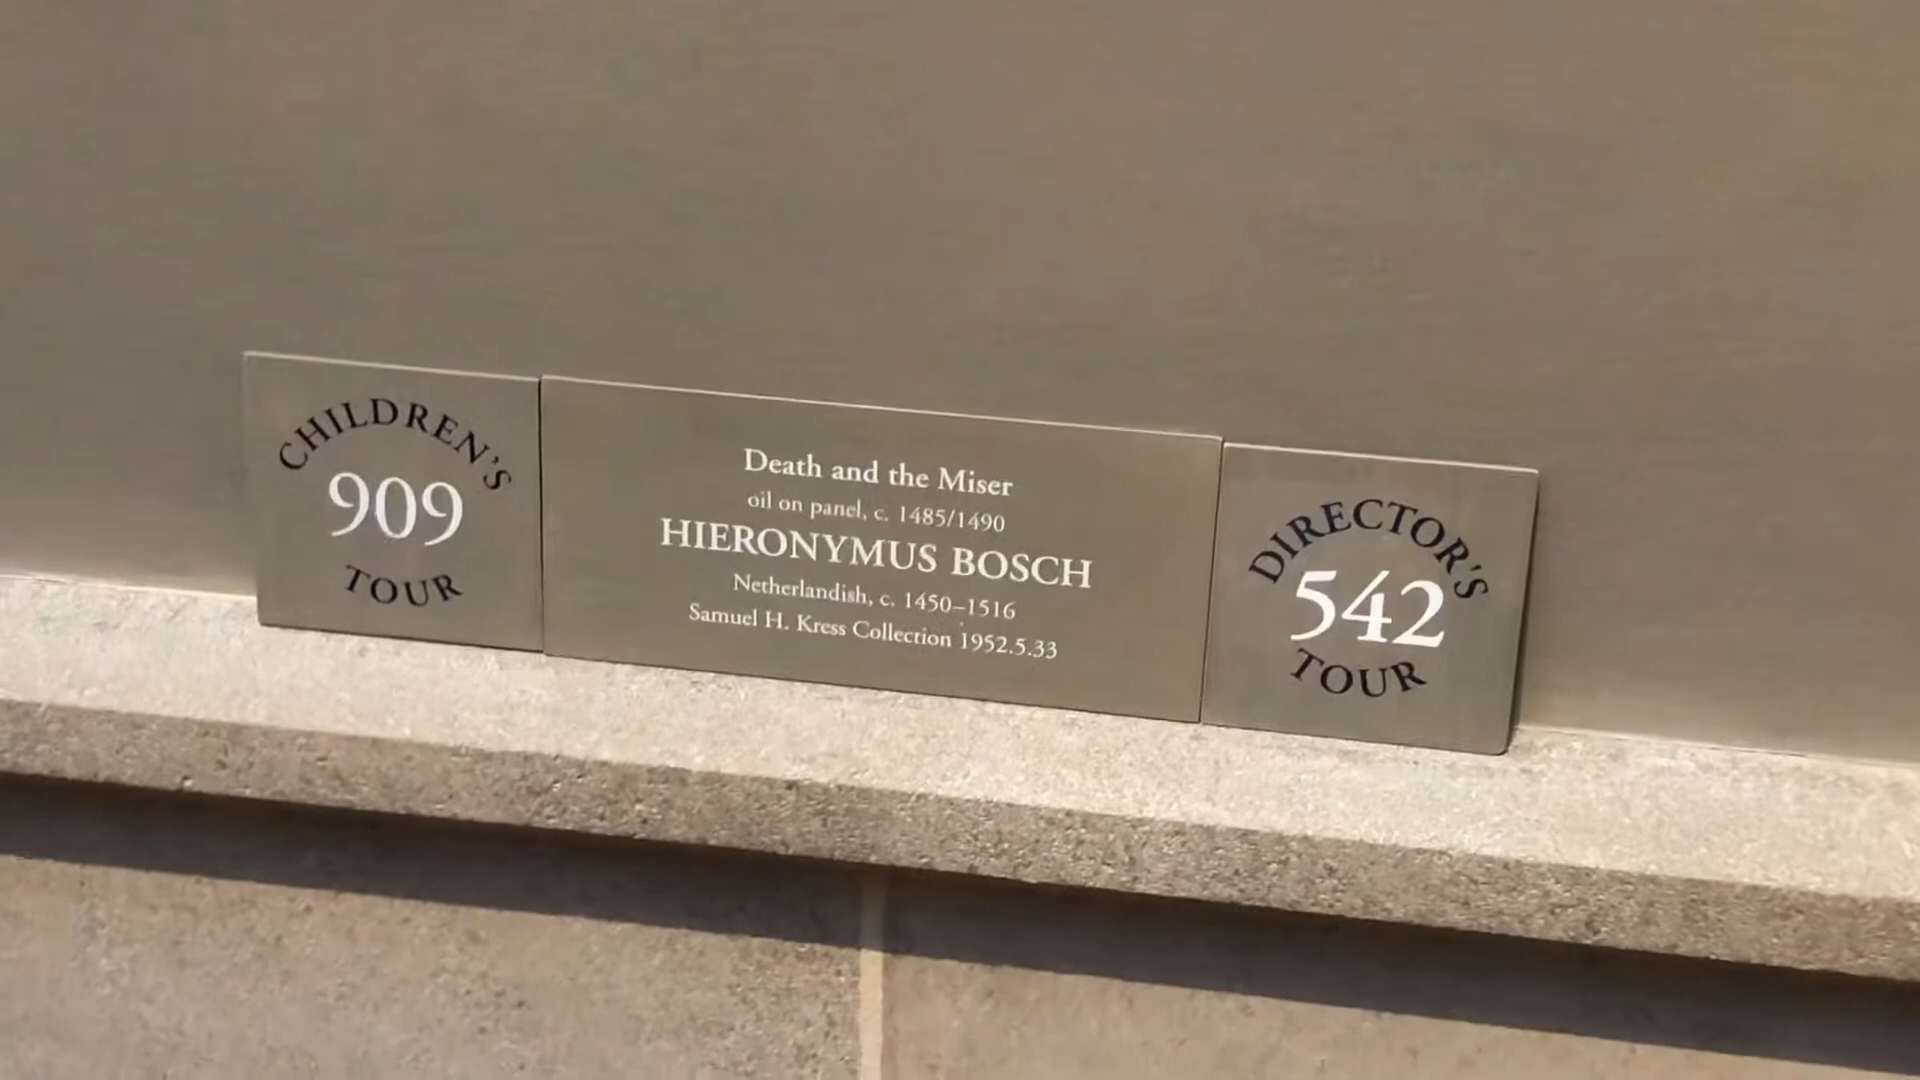 CHILDREN'S
909
TOUR
Death and the Miser
oil on panel, c. 1485/1490
HIERONYMUS BOSCH
Netherlandish, c. 1450–1516
Samuel H. Kress Collection 1952.5.33
DIRECTOR'S
542
TOUR